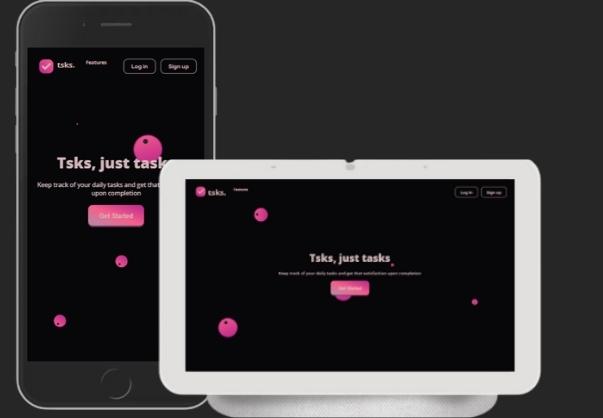 tsks.
Features
Log in
Sign up
Tsks, just task
Keep track of your daily tasks and get that
upon completion
Get Started
tsks.
Features
Log in
Sign up
Tsks, just tasks
Keep track of your daily tasks and get that satisfaction upon completion
Get Started